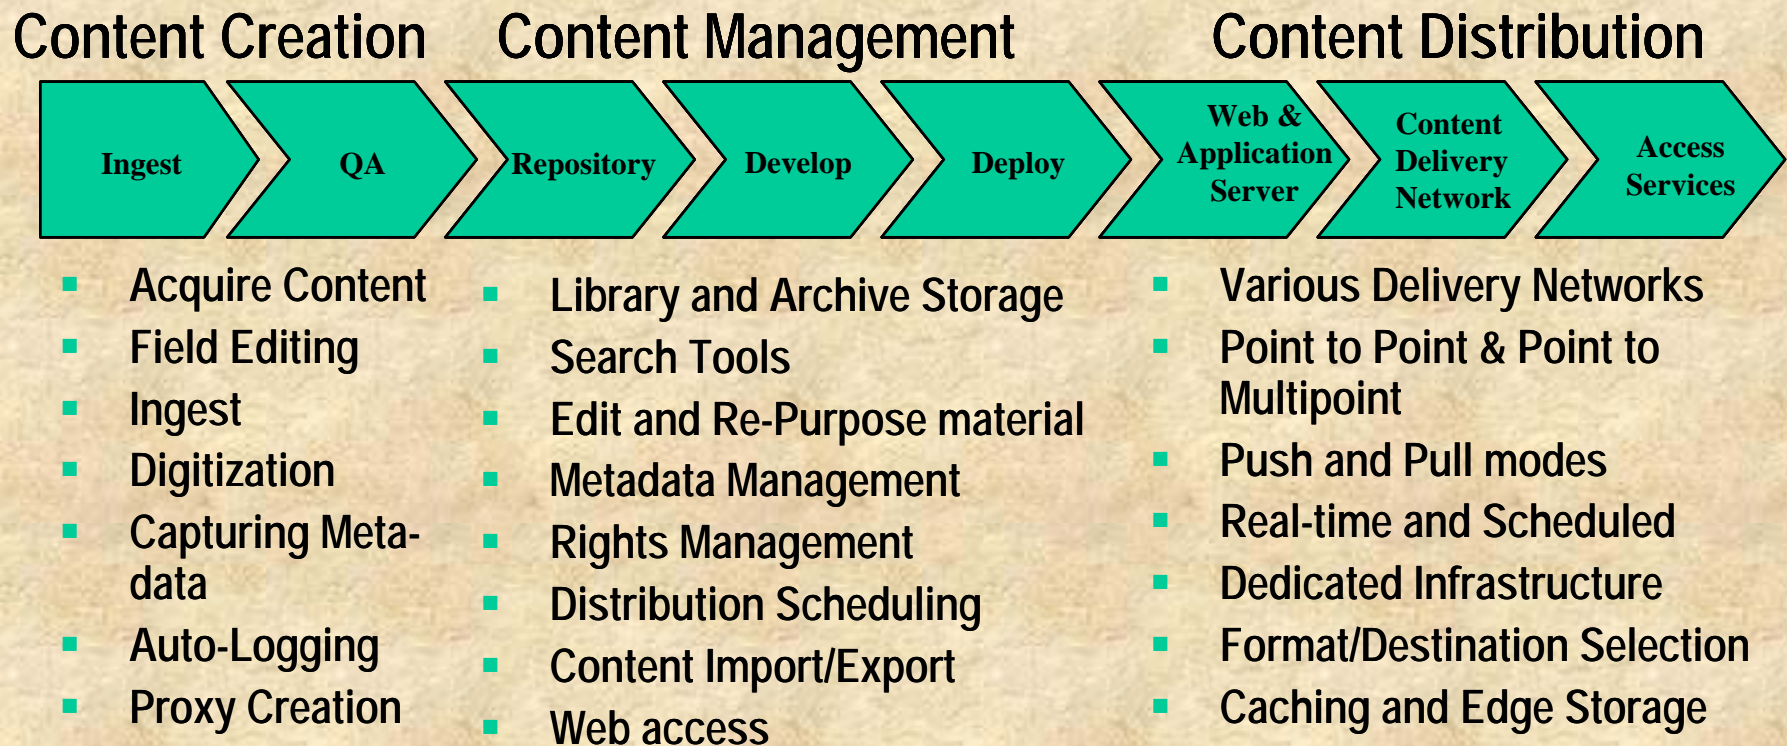 Content Creation
Content Management
Content Distribution
Ingest
QA
Repository
Develop
Deploy
Web &
Application
Server
Content
Delivery
Network
Access
Services
Acquire Content
Field Editing
Ingest
Digitization
Capturing Meta-
data
Auto-Logging
Proxy Creation
Library and Archive Storage
Search Tools
Edit and Re-Purpose material
Metadata Management
Rights Management
Distribution Scheduling
Content Import/Export
Web access
Various Delivery Networks
Point to Point & Point to
Multipoint
Push and Pull modes
Real-time and Scheduled
Dedicated Infrastructure
Format/Destination Selection
Caching and Edge Storage